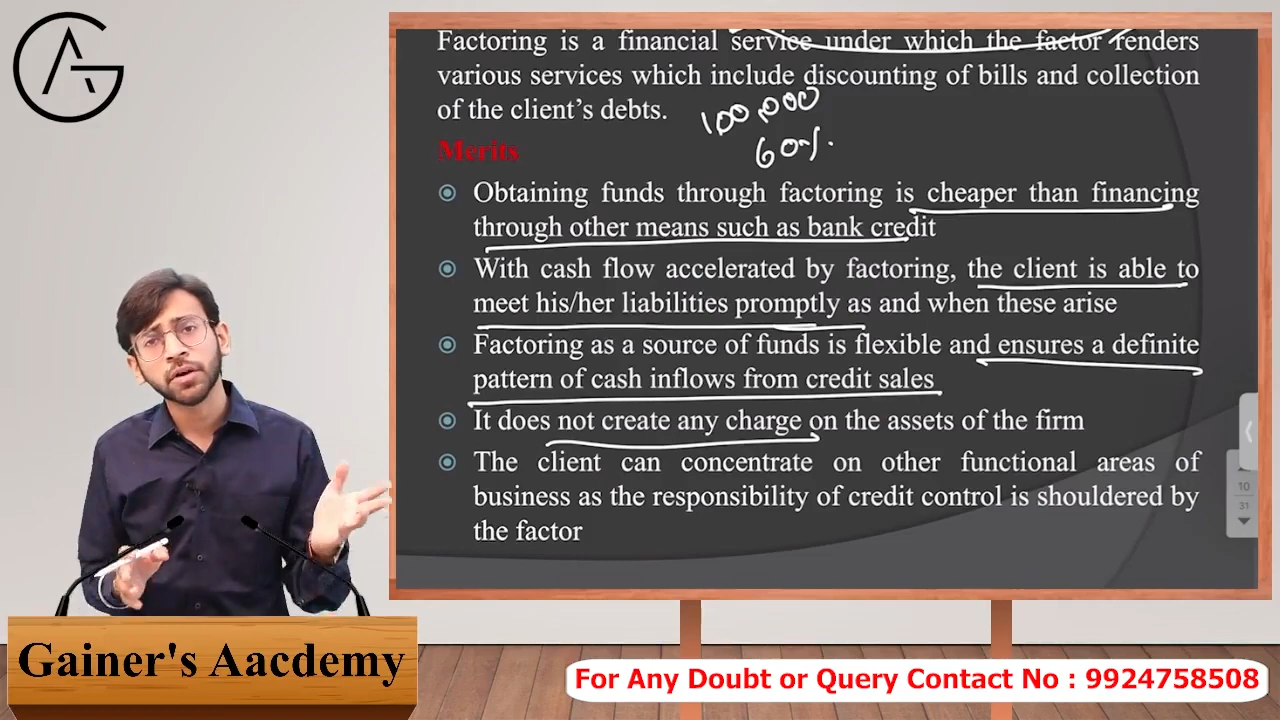 Factoring is a financial service under which the factor renders
various services which include discounting of bills and collection
of the client’s debts.
100,000
60%.
Merits
Obtaining funds through factoring is cheaper than financing
through other means such as bank credit
With cash flow accelerated by factoring, the client is able to
meet his/her liabilities promptly as and when these arise
Factoring as a source of funds is flexible and ensures a definite
pattern of cash inflows from credit sales
It does not create any charge on the assets of the firm
The client can concentrate on other functional areas of
business as the responsibility of credit control is shouldered by
the factor
10
31
Gainer's Aacdemy
For Any Doubt or Query Contact No : 9924758508